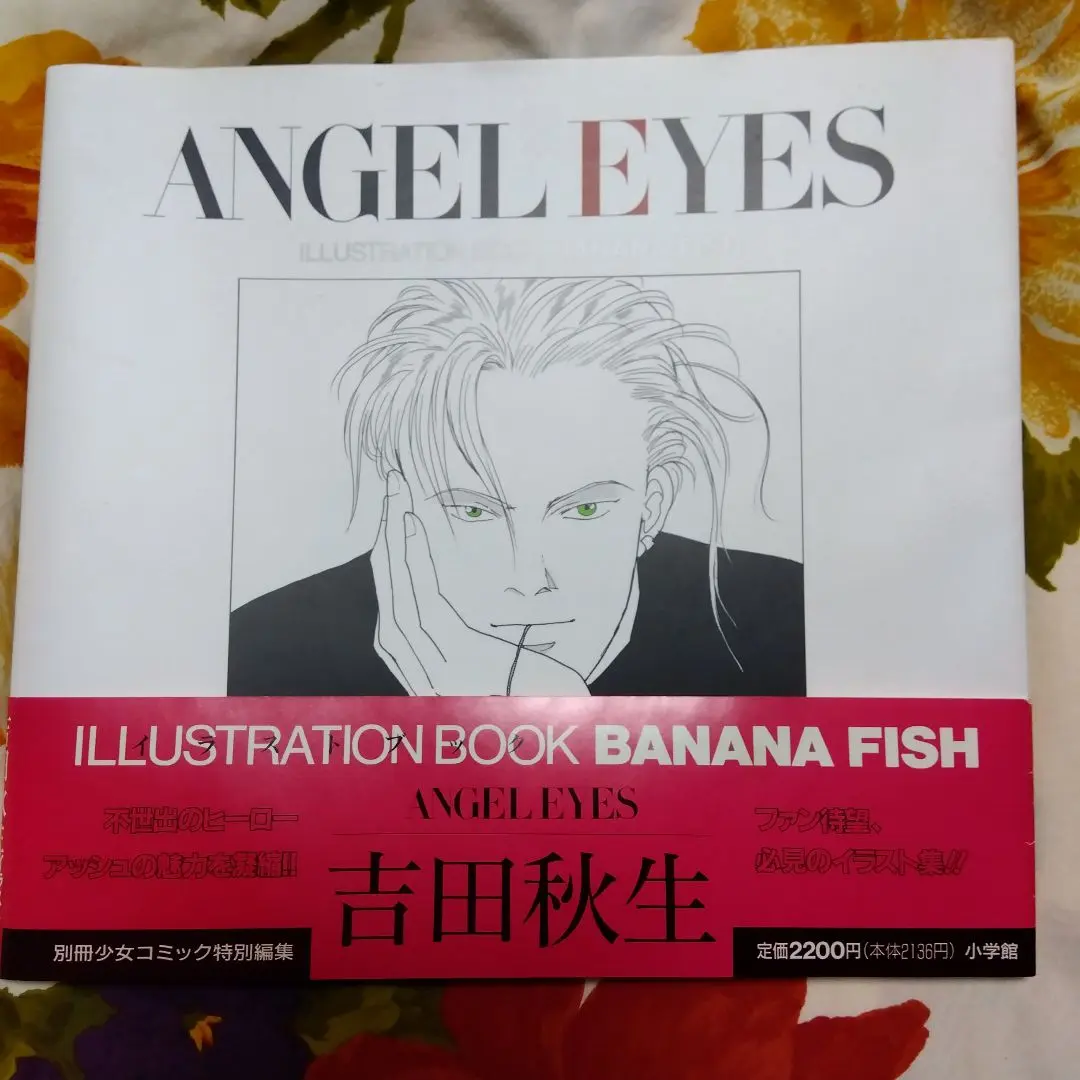 ANGEL EYES
ILLUSTRATION BOOK
ILLUSTRATION BOOK BANANA FISH
イラストブック
ANGEL EYES
不世出のヒーロー
アッシュの魅力を凝縮!!
ファン待望、
必見のイラスト集!!
吉田秋生
別冊少女コミック特別編集
定価2200円(本体2136円) 小学館